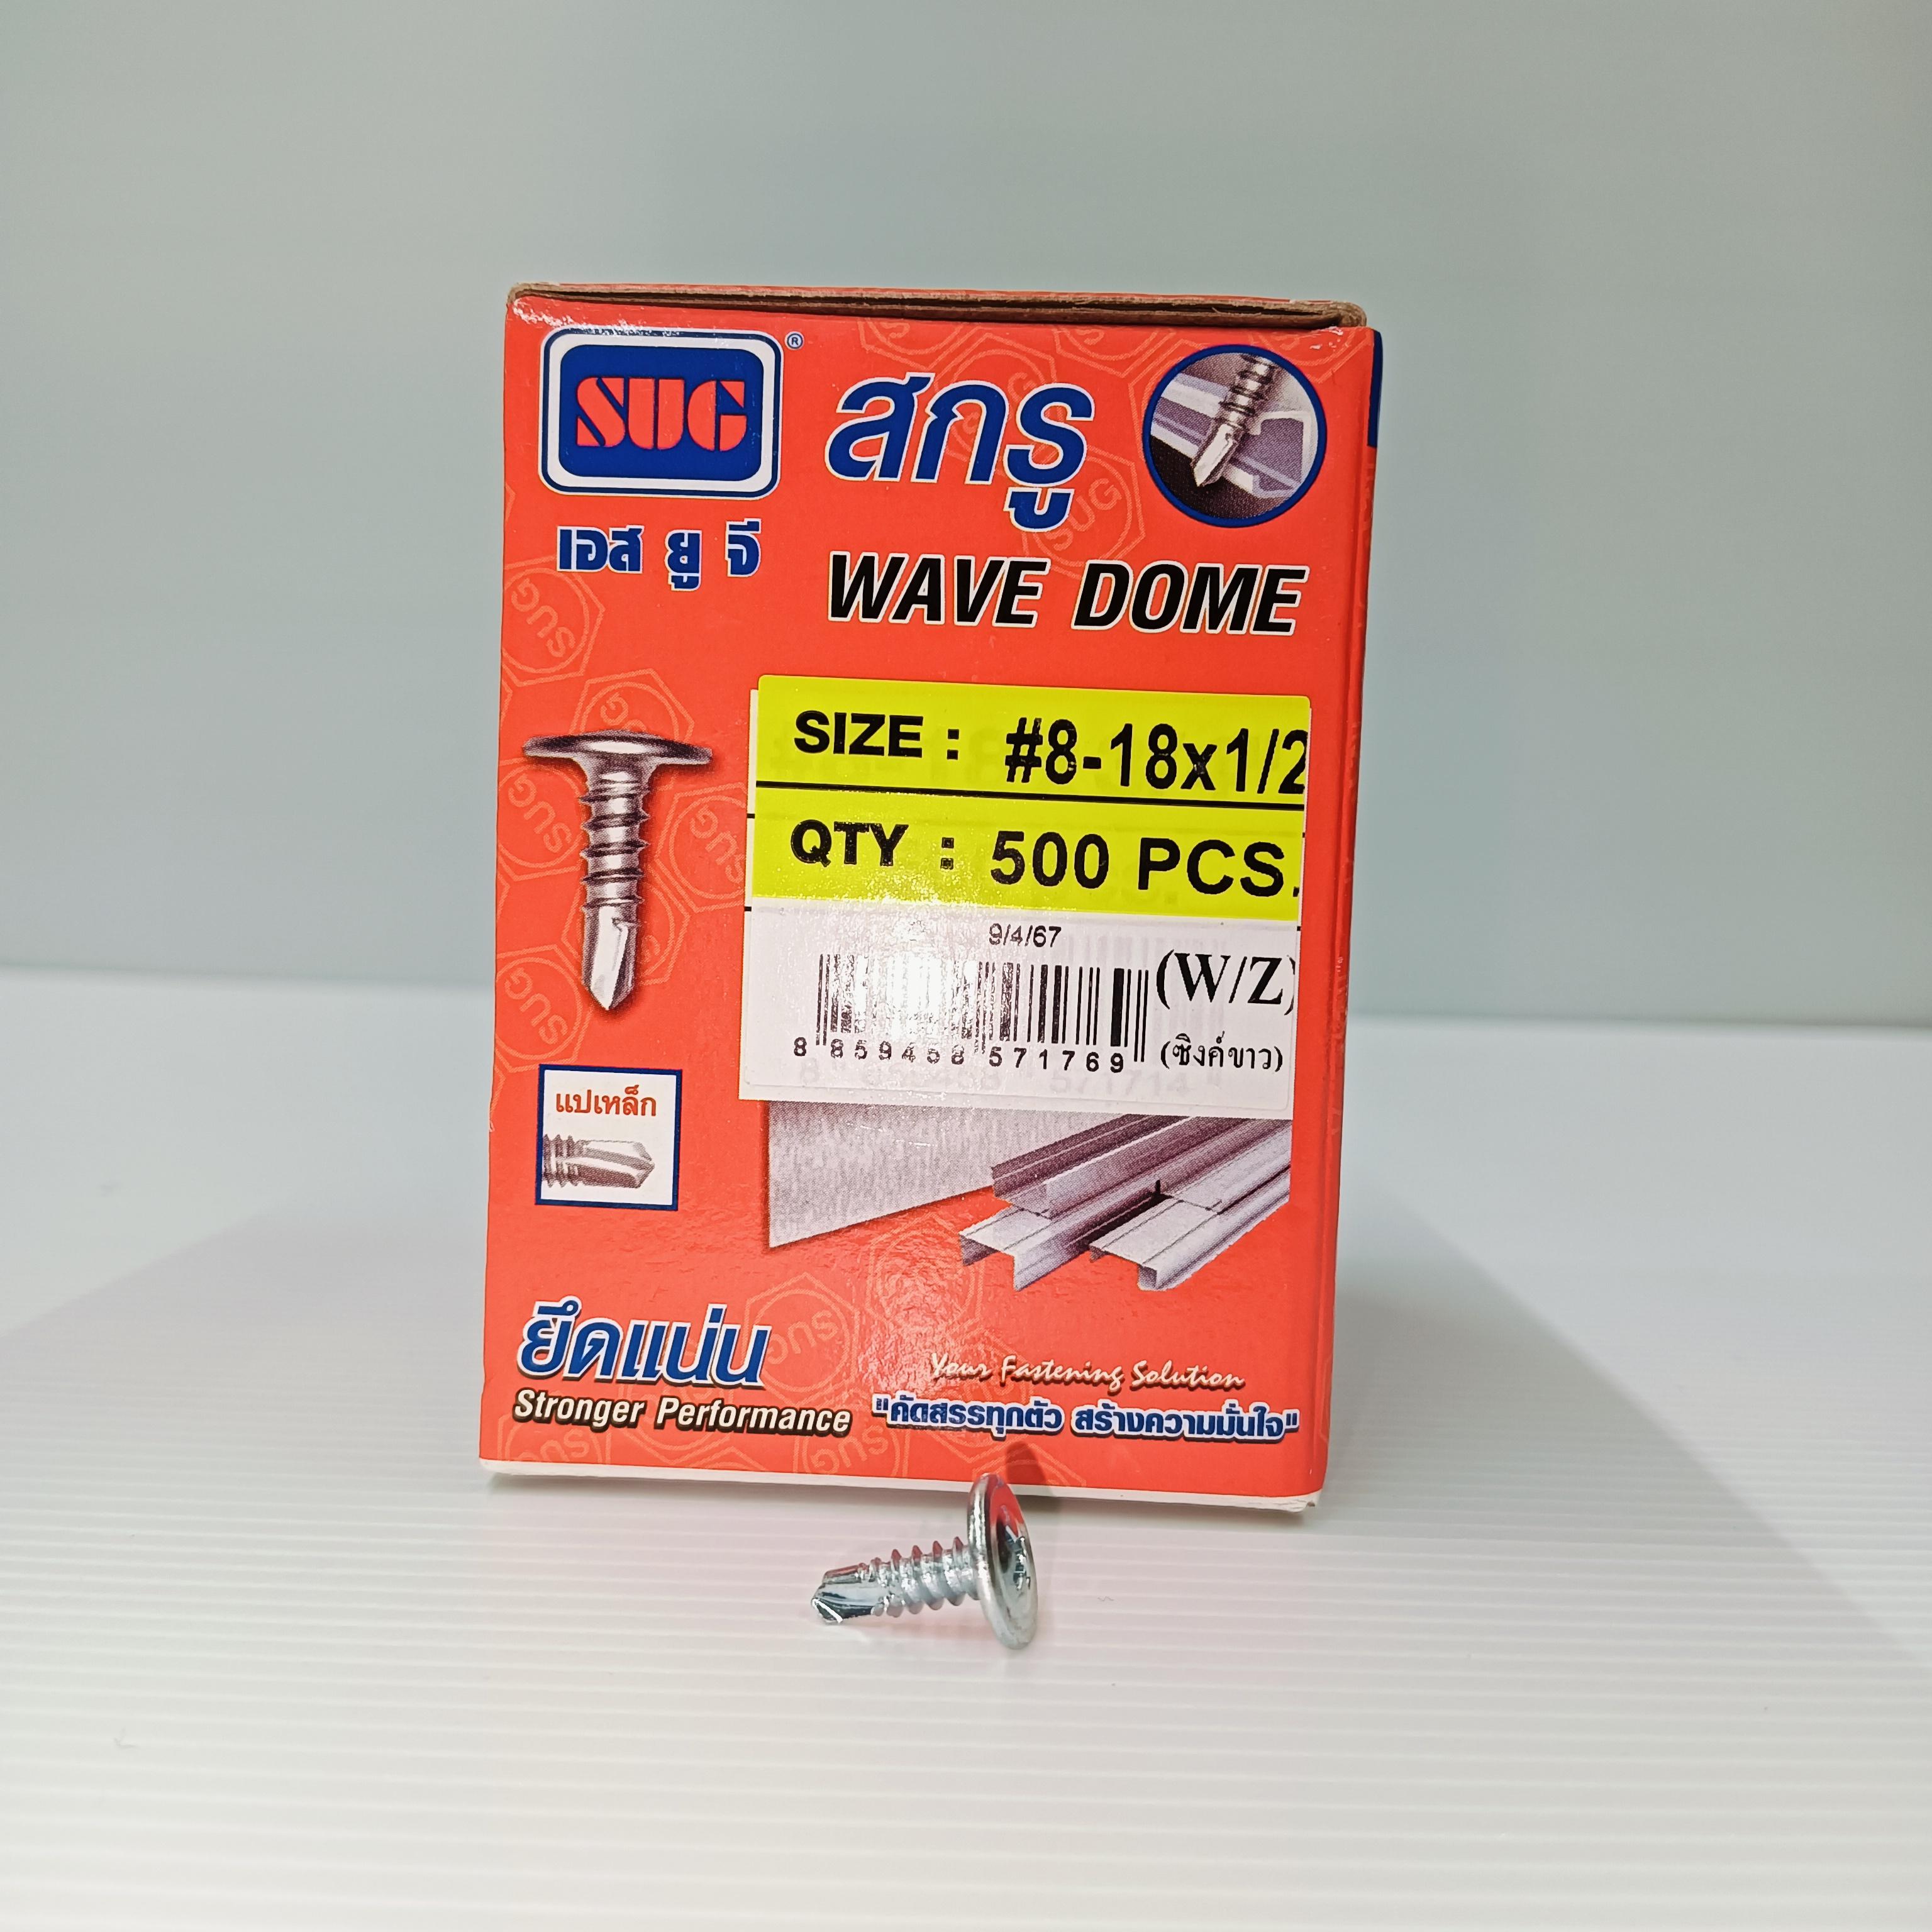 SUG®
เอส ยู จี
สกรู
WAVE DOME
SIZE : #8-18x1/2
QTY : 500 PCS.
9/4/67
8 859458 571769
(W/Z)
(ซิงค์ขาว)
แปเหล็ก
ยึดแน่น
Stronger Performance
Your Fastening Solution
"คัดสรรทุกตัว สร้างความมั่นใจ"